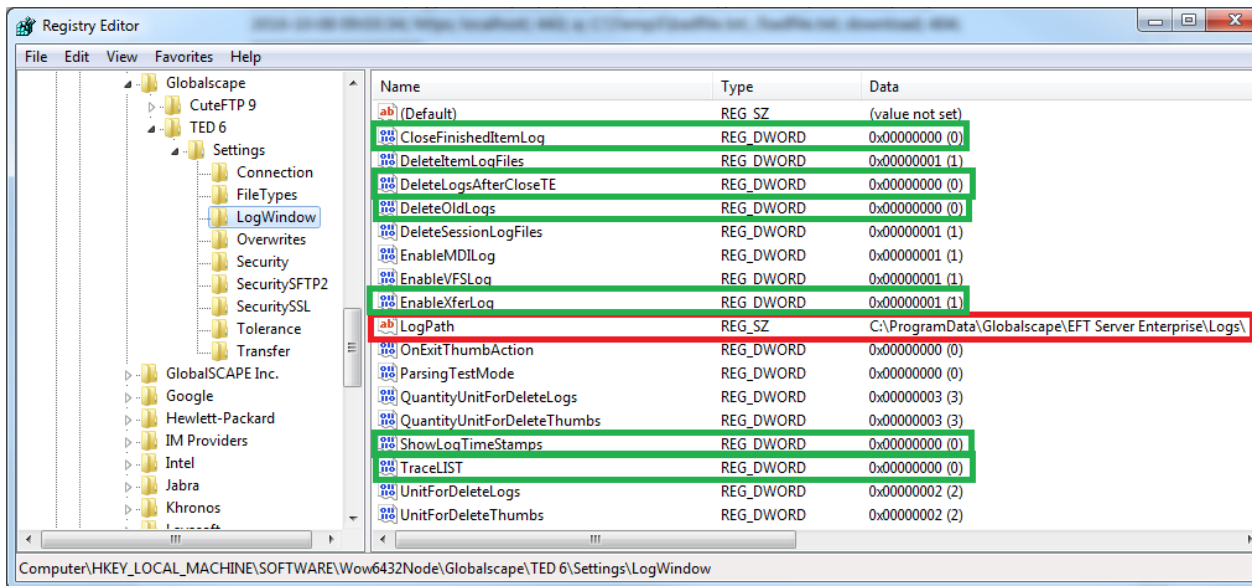 Registry Editor
File Edit View Favorites Help
Globalscape
CuteFTP 9
TED 6
Settings
Connection
FileTypes
LogWindow
Overwrites
Security
SecuritySFTP2
SecuritySSL
Tolerance
Transfer
GlobalSCAPE Inc.
Google
Hewlett-Packard
IM Providers
Intel
Jabra
Khronos
Name Type Data
(Default) REG_SZ (value not set)
CloseFinishedItemLog REG_DWORD 0x00000000 (0)
DeleteItemLogFiles REG_DWORD 0x00000001 (1)
DeleteLogsAfterCloseTE REG_DWORD 0x00000000 (0)
DeleteOldLogs REG_DWORD 0x00000000 (0)
DeleteSessionLogFiles REG_DWORD 0x00000001 (1)
EnableMDILog REG_DWORD 0x00000001 (1)
EnableVFSLog REG_DWORD 0x00000001 (1)
EnableXferLog REG_DWORD 0x00000001 (1)
LogPath REG_SZ C:\ProgramData\Globalscape\EFT Server Enterprise\Logs\
OnExitThumbAction REG_DWORD 0x00000000 (0)
ParsingTestMode REG_DWORD 0x00000000 (0)
QuantityUnitForDeleteLogs REG_DWORD 0x00000003 (3)
QuantityUnitForDeleteThumbs REG_DWORD 0x00000003 (3)
ShowLogTimeStamps REG_DWORD 0x00000000 (0)
TraceLIST REG_DWORD 0x00000000 (0)
UnitForDeleteLogs REG_DWORD 0x00000002 (2)
UnitForDeleteThumbs REG_DWORD 0x00000002 (2)
Computer\HKEY_LOCAL_MACHINE\SOFTWARE\Wow6432Node\Globalscape\TED 6\Settings\LogWindow